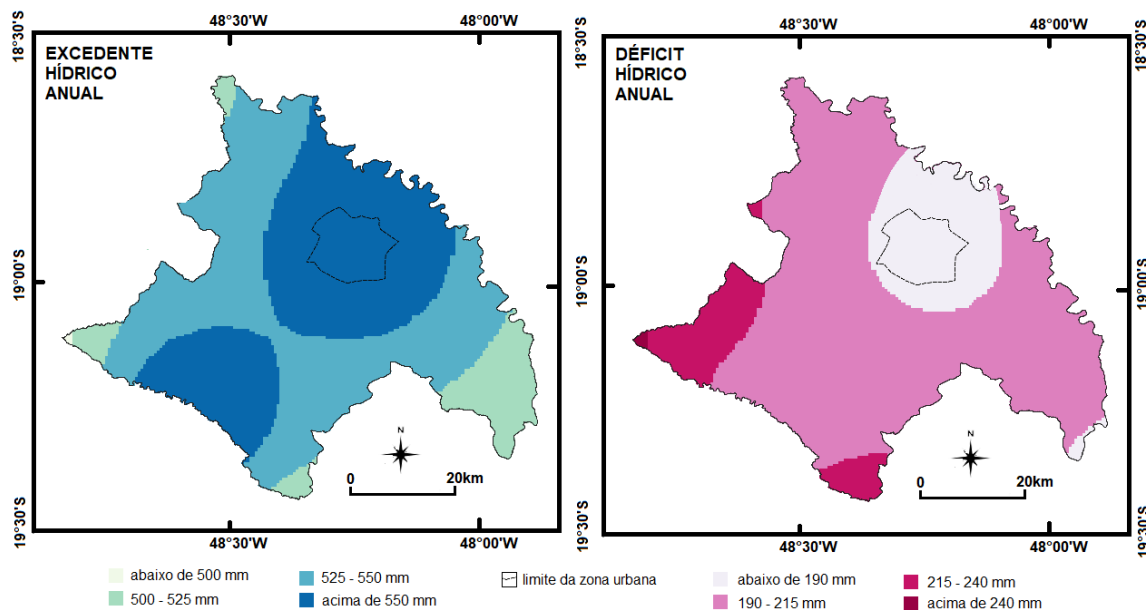 48°30'W
48°00'W
48°30'W
48°00'W
18°30'S
18°30'S
EXCEDENTE
HÍDRICO
ANUAL
DÉFICIT
HÍDRICO
ANUAL
19°00'S
19°00'S
N
N
0
20km
0
20km
19°30'S
19°30'S
48°30'W
48°00'W
48°30'W
48°00'W
abaixo de 500 mm
525 - 550 mm
limite da zona urbana
abaixo de 190 mm
215 - 240 mm
500 - 525 mm
acima de 550 mm
190 - 215 mm
acima de 240 mm